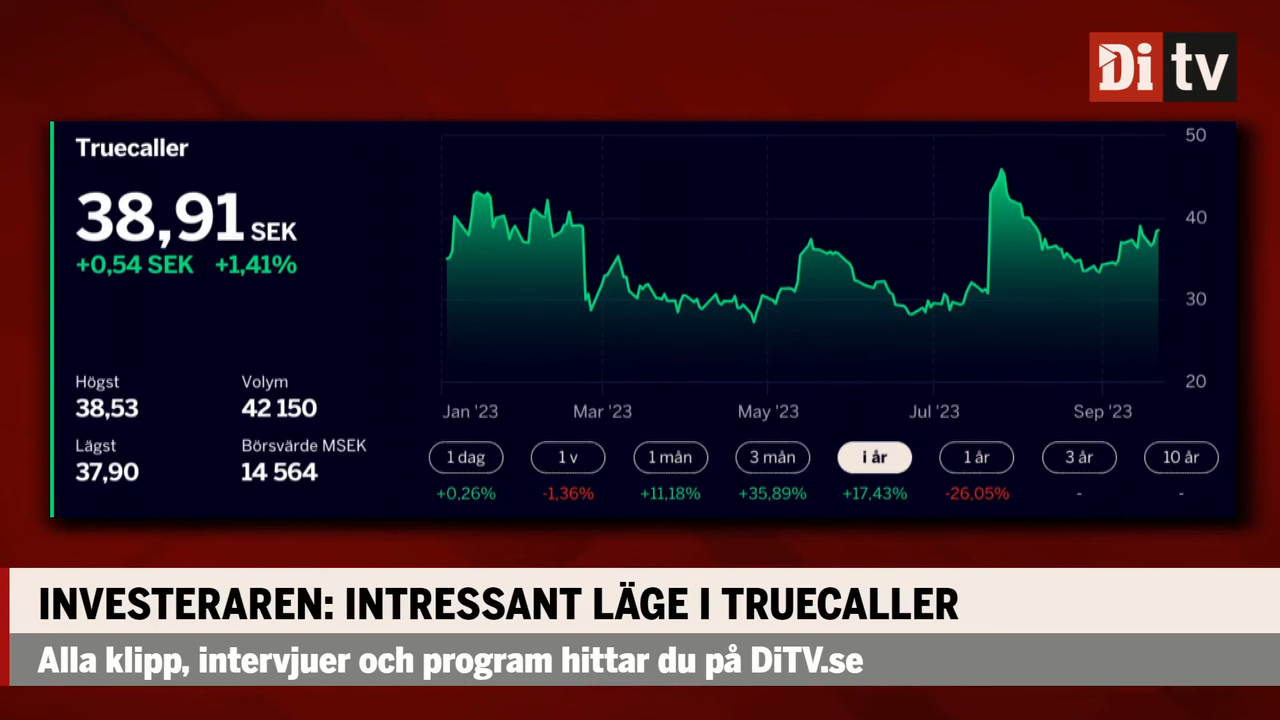 Di tv
Truecaller
38,91 SEK
+0,54 SEK +1,41%
Högst
38,53
Volym
42 150
Lägst
37,90
Börsvärde MSEK
14 564
50
40
30
20
Jan '23 Mar '23 May '23 Jul '23 Sep '23
1 dag 1 v 1 mån 3 mån i år 1 år 3 år 10 år
+0,26% -1,36% +11,18% +35,89% +17,43% -26,05% - -
INVESTERAREN: INTRESSANT LÄGE I TRUECALLER
Alla klipp, intervjuer och program hittar du på DiTV.se